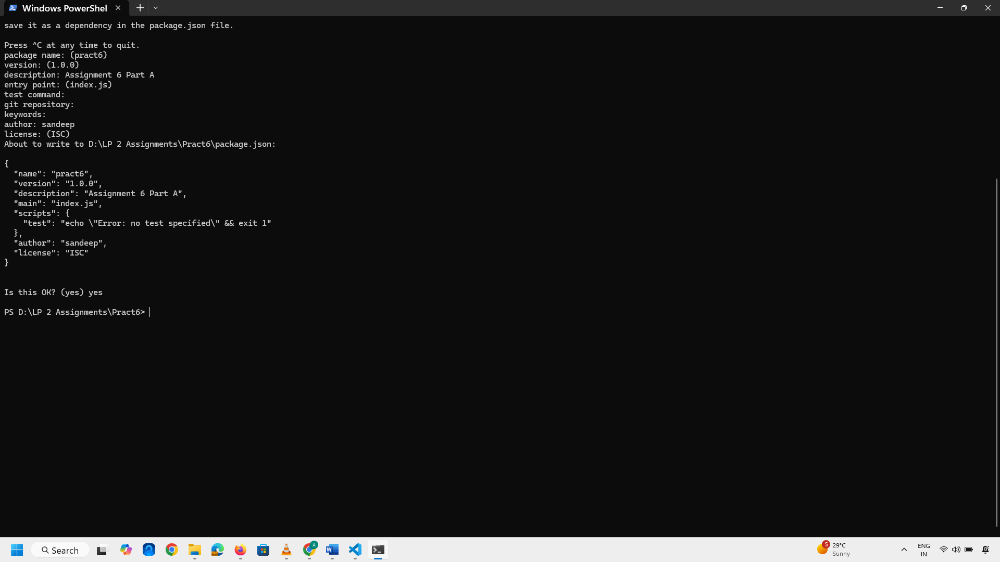 Windows PowerShel
save it as a dependency in the package.json file.
Press ^C at any time to quit.
package name: (pract6)
version: (1.0.0)
description: Assignment 6 Part A
entry point: (index.js)
test command:
git repository:
keywords:
author: sandeep
license: (ISC)
About to write to D:\LP 2 Assignments\Pract6\package.json:
{
  "name": "pract6",
  "version": "1.0.0",
  "description": "Assignment 6 Part A",
  "main": "index.js",
  "scripts": {
    "test": "echo \"Error: no test specified\" && exit 1"
  },
  "author": "sandeep",
  "license": "ISC"
}
Is this OK? (yes) yes
PS D:\LP 2 Assignments\Pract6>
Search
A
W
5
29°C
Sunny
ENG
IN